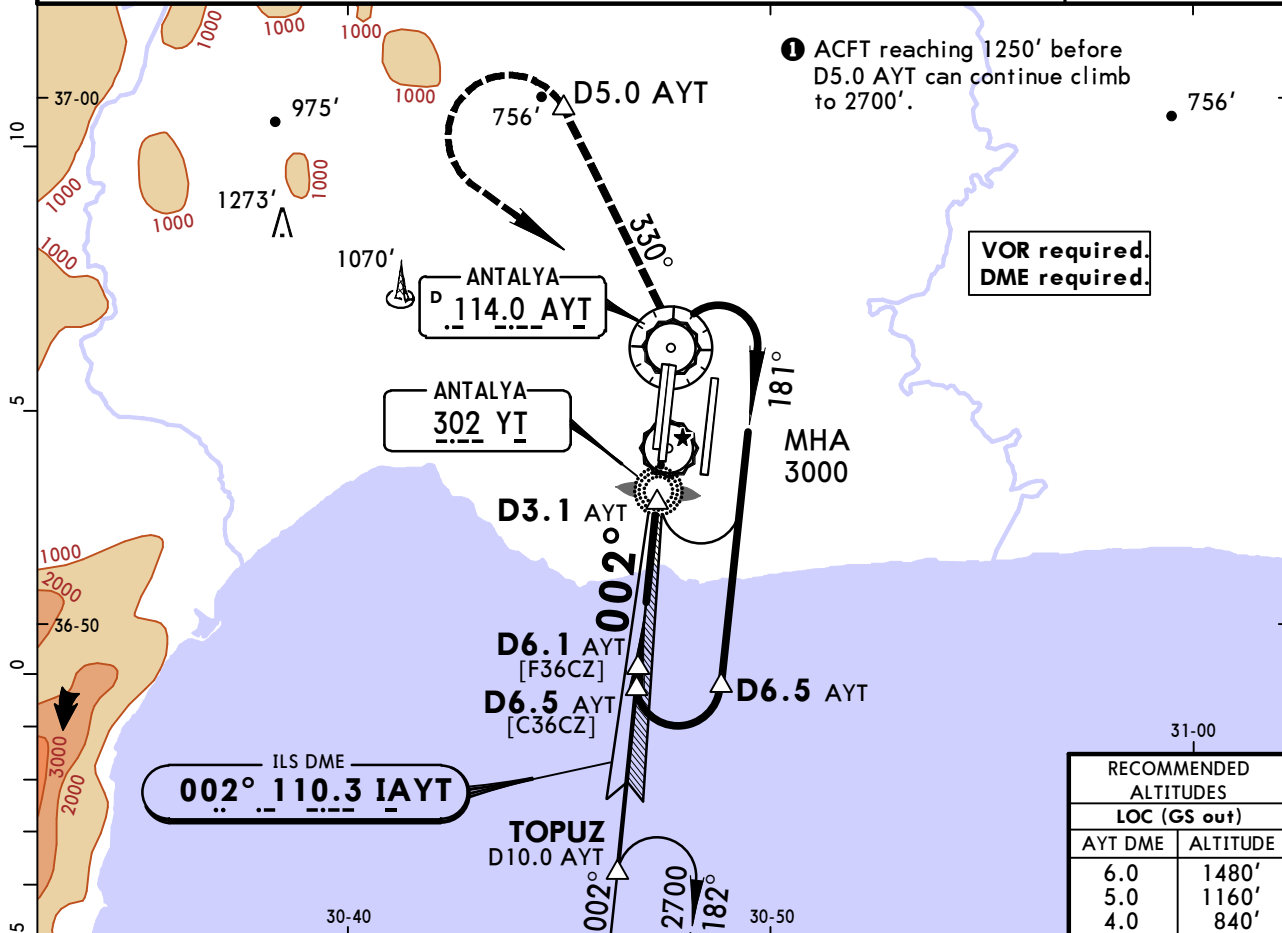 1000
1000
1000
❶ ACFT reaching 1250' before
D5.0 AYT can continue climb
to 2700'.
37-00
975'
1000
756'
D5.0 AYT
756'
10
1000
1000
1000
1273'
330°
1000
1070'
VOR required.
DME required.
ANTALYA
D 114.0 AYT
181°
5
ANTALYA
302 YT
MHA
3000
D3.1 AYT
002°
1000
2000
36-50
D6.1 AYT
[F36CZ]
0
D6.5 AYT
[C36CZ]
D6.5 AYT
3000
2000
31-00
ILS DME
002° 110.3 IAYT
RECOMMENDED
ALTITUDES
LOC (GS out)
AYT DME ALTITUDE
6.0 1480'
5.0 1160'
4.0 840'
TOPUZ
D10.0 AYT
002°
2700
182°
5
30-40
30-50